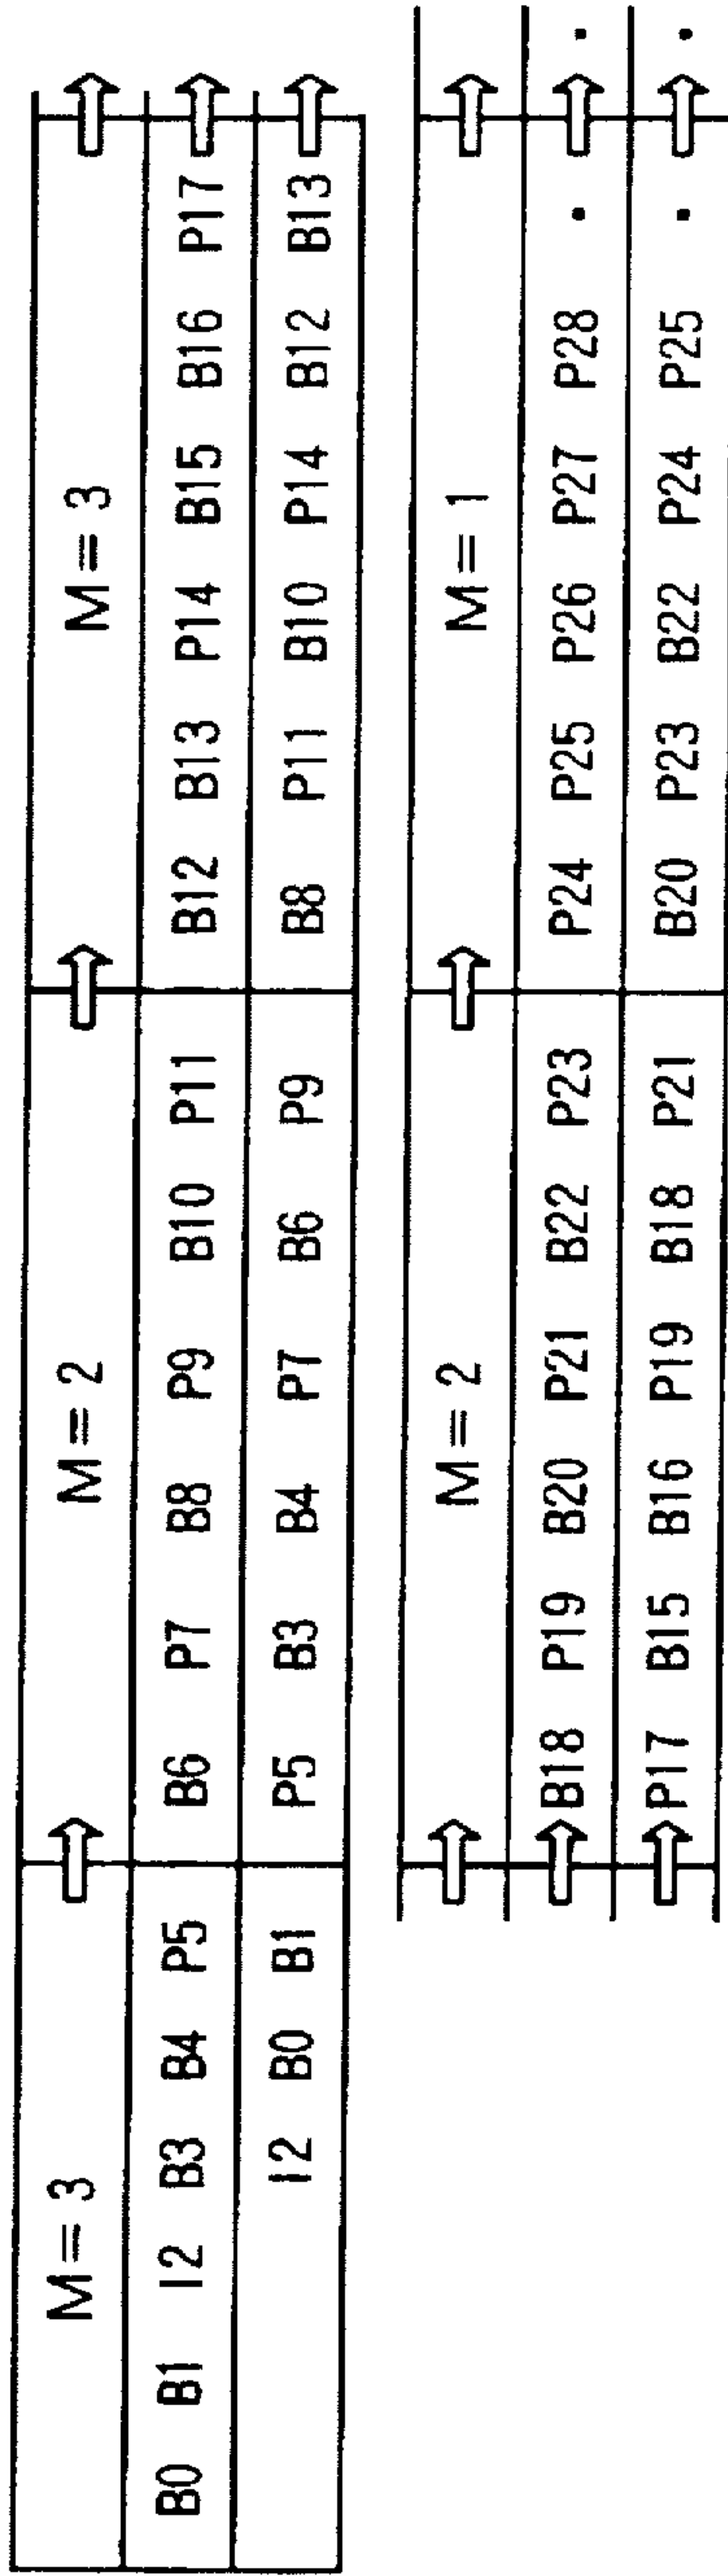 M=3 M=2 M=3
B0 B1 I2 B3 B4 P5 B6 P7 B8 P9 B10 P11 B12 B13 P14 B15 B16 P17
I2 B0 B1 P5 B3 B4 P7 B6 P9 B8 P11 B10 P14 B12 B13
M=2 M=1
B18 P19 B20 P21 B22 P23 P24 P25 P26 P27 P28 · ·
P17 B15 B16 P19 B18 P21 B20 P23 B22 P24 P25 · ·